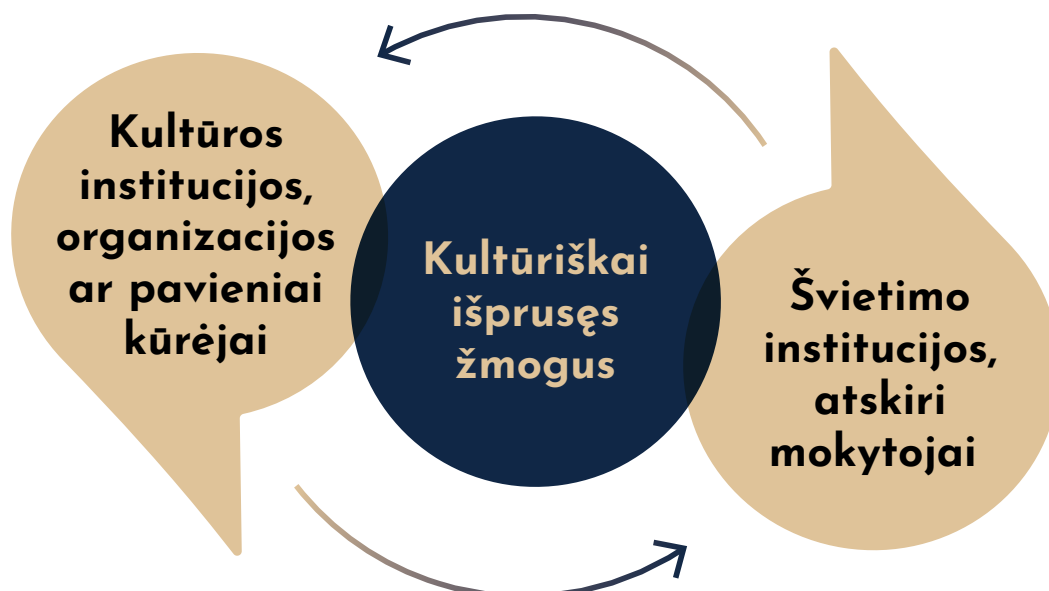 Kultūros
institucijos,
organizacijos
ar pavieniai
kūrėjai
Kultūriškai
išprusęs
žmogus
Švietimo
institucijos,
atskiri
mokytojai